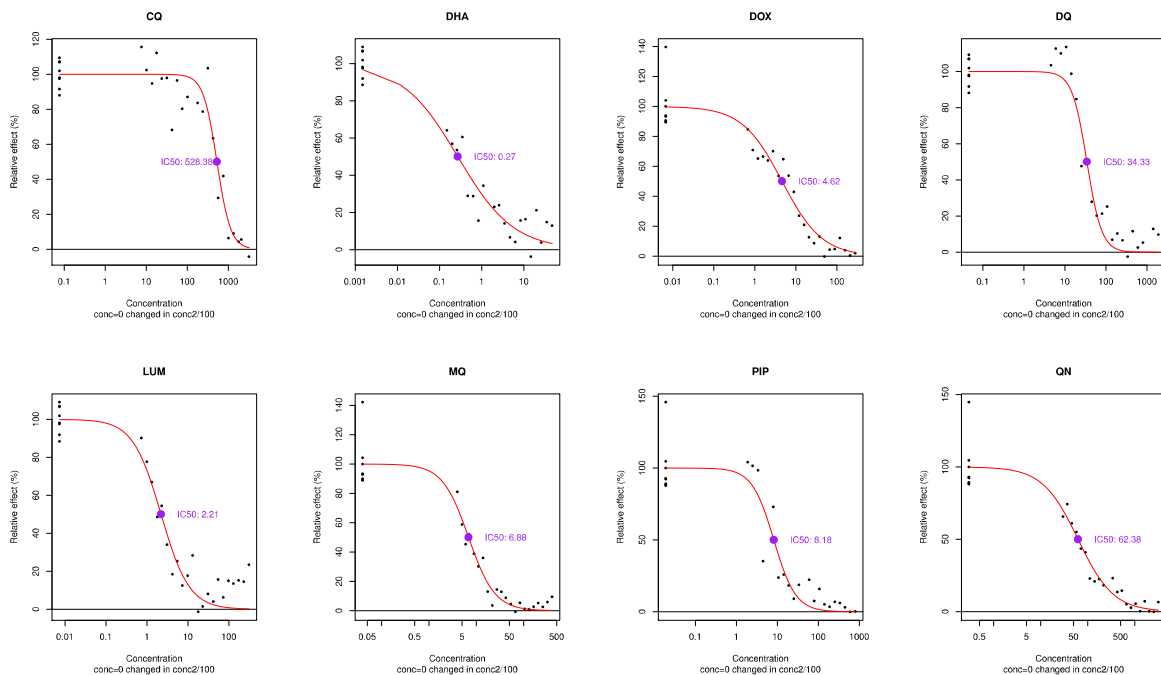 CQ
Relative effect (%)
0 20 40 60 80 100 120
IC50: 528.38
0.1 1 10 100 1000
Concentration
conc=0 changed in conc2/100
DHA
Relative effect (%)
0 20 40 60 80 100
IC50: 0.27
0.001 0.1 1 10
Concentration
conc=0 changed in conc2/100
DOX
Relative effect (%)
0 20 40 60 80 100 120 140
IC50: 4.62
0.01 0.1 1 10 100
Concentration
conc=0 changed in conc2/100
DQ
Relative effect (%)
0 20 40 60 80 100
IC50: 34.33
0.1 1 10 100 1000
Concentration
conc=0 changed in conc2/100
LUM
Relative effect (%)
0 20 40 60 80 100
IC50: 2.21
0.01 0.1 1 10 100
Concentration
conc=0 changed in conc2/100
MQ
Relative effect (%)
0 20 40 60 80 100 120 140
IC50: 6.88
0.05 0.5 5 50 500
Concentration
conc=0 changed in conc2/100
PIP
Relative effect (%)
0 50 100 150
IC50: 8.18
0.1 1 10 100 1000
Concentration
conc=0 changed in conc2/100
QN
Relative effect (%)
0 50 100 150
IC50: 62.38
0.5 5 50 500
Concentration
conc=0 changed in conc2/100